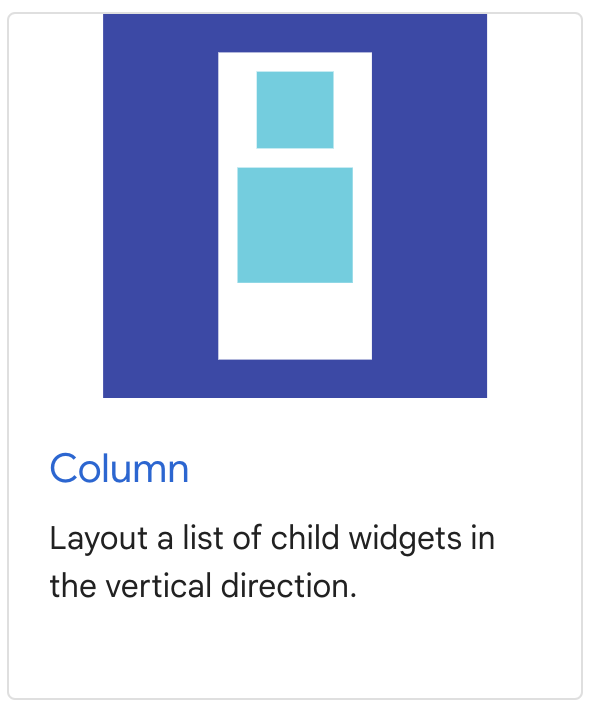 Column
Layout a list of child widgets in
the vertical direction.